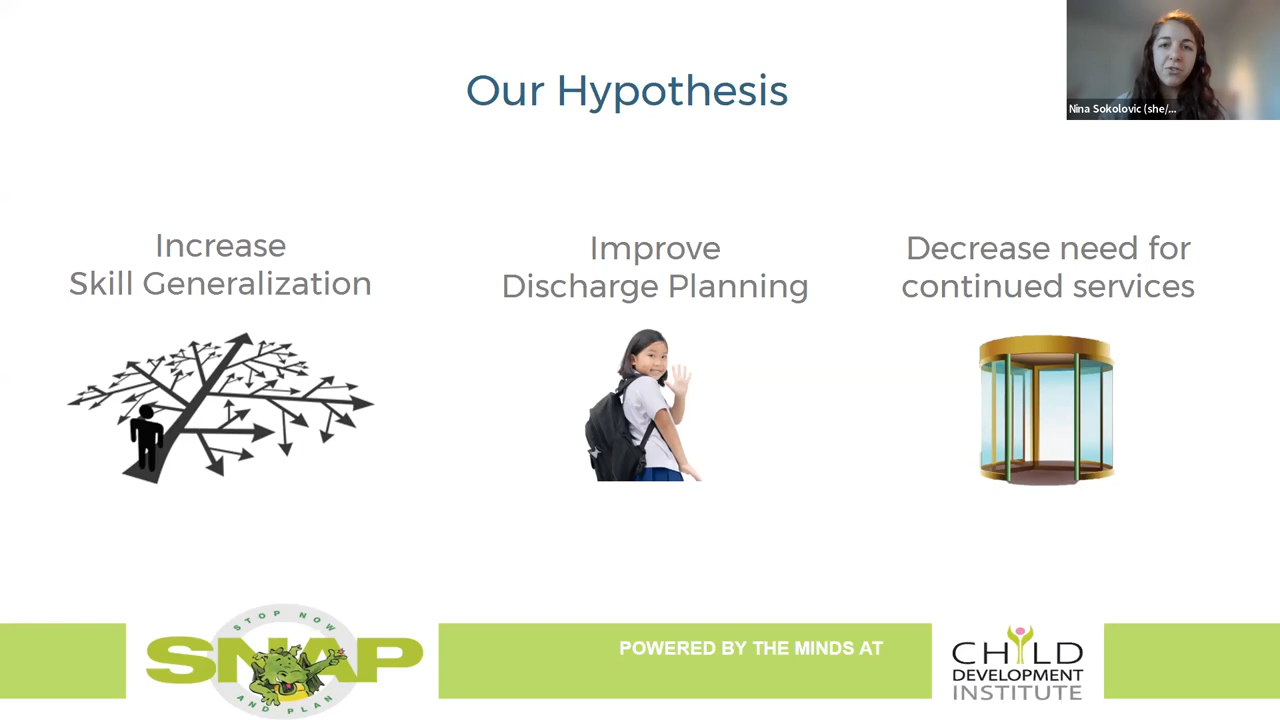 Our Hypothesis
Nina Sokolovic (she/...
Increase
Skill Generalization
Improve
Discharge Planning
Decrease need for
continued services
STOP NOW
SNAP
AND PLAN
POWERED BY THE MINDS AT
CHILD
DEVELOPMENT
INSTITUTE